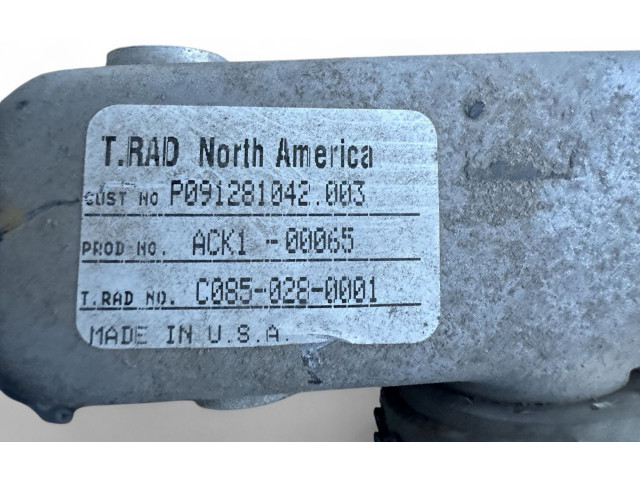 T.RAD North America
CUST NO P091281042.003
PROD NO. ACK1 -00065
T.RAD NO. C085-028-0001
MADE IN U.S.A.